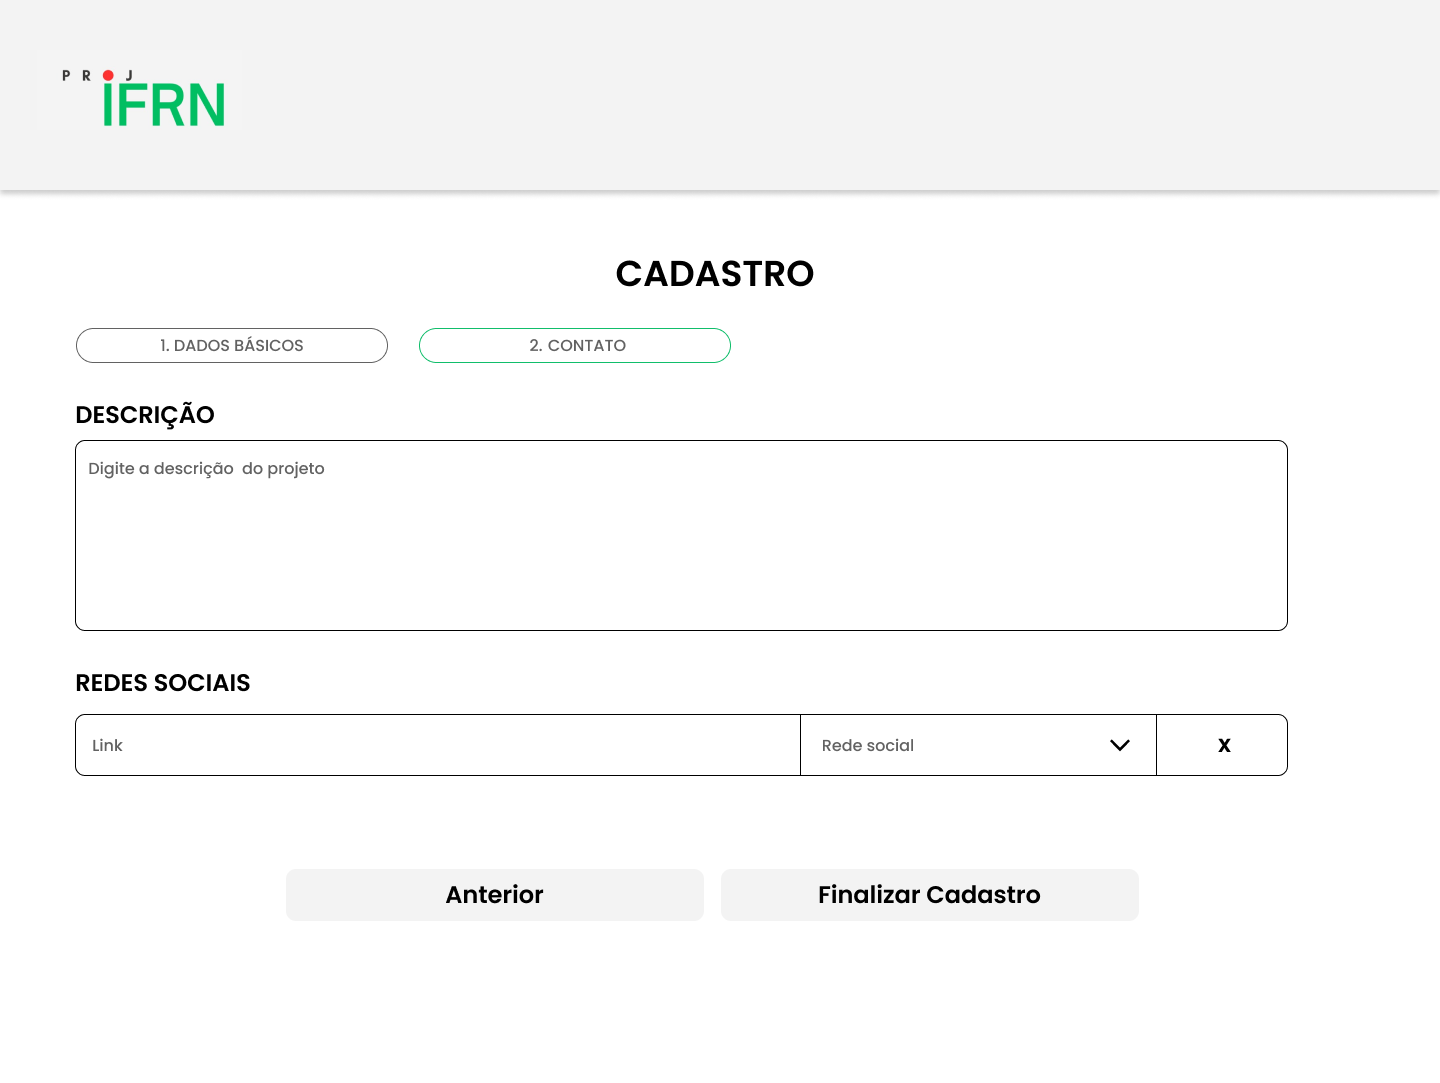 PROJ
IFRN
CADASTRO
1. DADOS BÁSICOS
2. CONTATO
DESCRIÇÃO
Digite a descrição  do projeto
REDES SOCIAIS
Link
Rede social
X
Anterior
Finalizar Cadastro